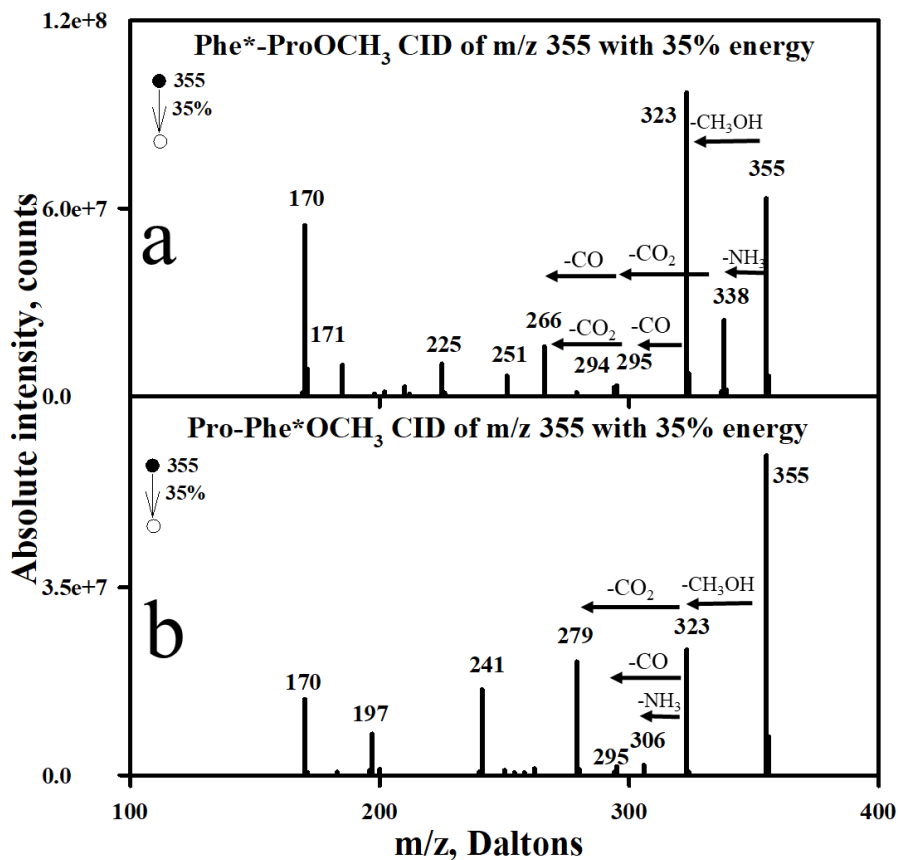 1.2e+8
Phe*-ProOCH3 CID of m/z 355 with 35% energy
355
35%
323
-CH3OH
355
170
6.0e+7
a
-CO
-CO2
-NH3
338
171
225
251
266
-CO2
-CO
294
295
0.0
Pro-Phe*OCH3 CID of m/z 355 with 35% energy
355
35%
355
3.5e+7
b
-CO2
-CH3OH
279
323
241
-CO
170
197
-NH3
306
295
0.0
100
200
300
400
m/z, Daltons
Absolute intensity, counts